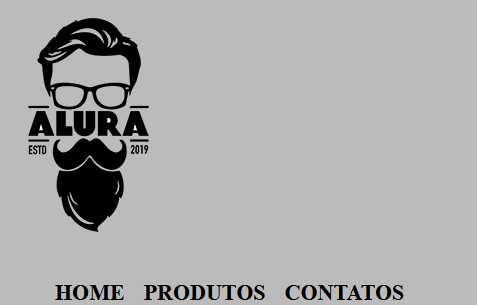 ALURA
ESTD 2019
HOME PRODUTOS CONTATOS